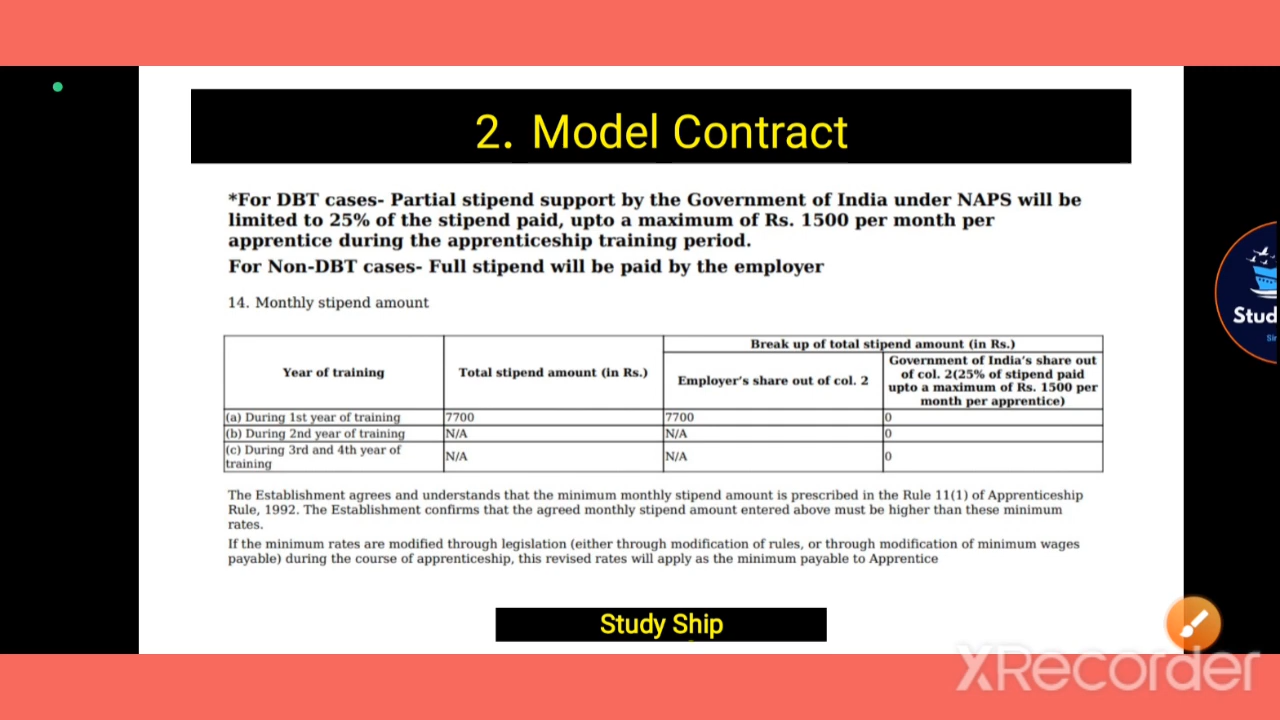 2. Model Contract
*For DBT cases- Partial stipend support by the Government of India under NAPS will be
limited to 25% of the stipend paid, upto a maximum of Rs. 1500 per month per
apprentice during the apprenticeship training period.
For Non-DBT cases- Full stipend will be paid by the employer
14. Monthly stipend amount
Year of training
Total stipend amount (in Rs.)
Break up of total stipend amount (in Rs.)
Employer's share out of col. 2
Government of India's share out
of col. 2(25% of stipend paid
upto a maximum of Rs. 1500 per
month per apprentice)
(a) During 1st year of training 7700 7700 0
(b) During 2nd year of training N/A N/A 0
(c) During 3rd and 4th year of
training N/A N/A 0
The Establishment agrees and understands that the minimum monthly stipend amount is prescribed in the Rule 11(1) of Apprenticeship
Rule, 1992. The Establishment confirms that the agreed monthly stipend amount entered above must be higher than these minimum
rates.
If the minimum rates are modified through legislation (either through modification of rules, or through modification of minimum wages
payable) during the course of apprenticeship, this revised rates will apply as the minimum payable to Apprentice
Stud
Study Ship
XRecorder